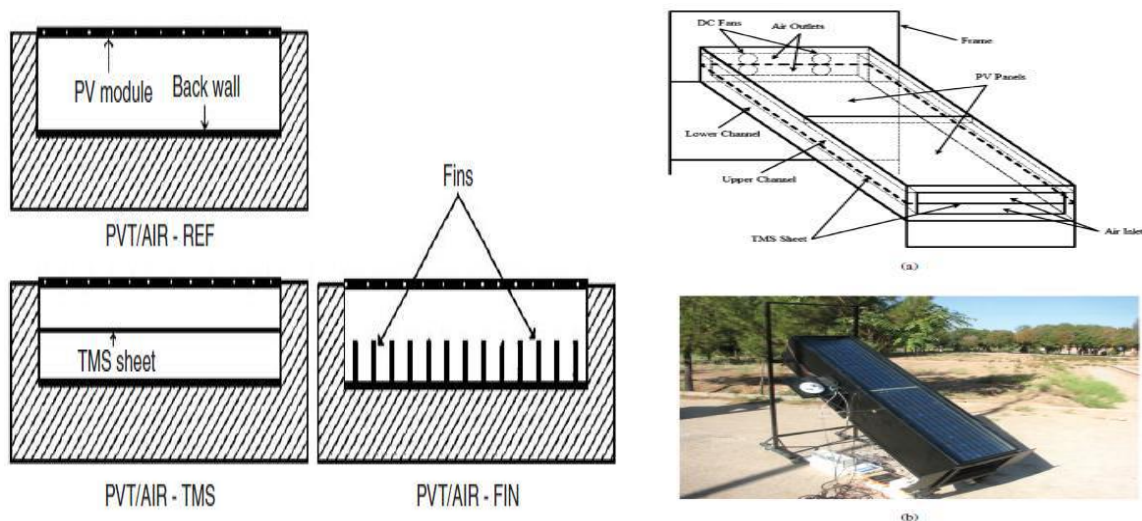 PV module
Back wall
PVT/AIR - REF
Fins
TMS sheet
PVT/AIR - TMS
PVT/AIR - FIN
DC Fans
Air Outlets
Frame
PV Panels
Lower Channel
Upper Channel
TMS Sheet
Air Inlet
(a)
(b)